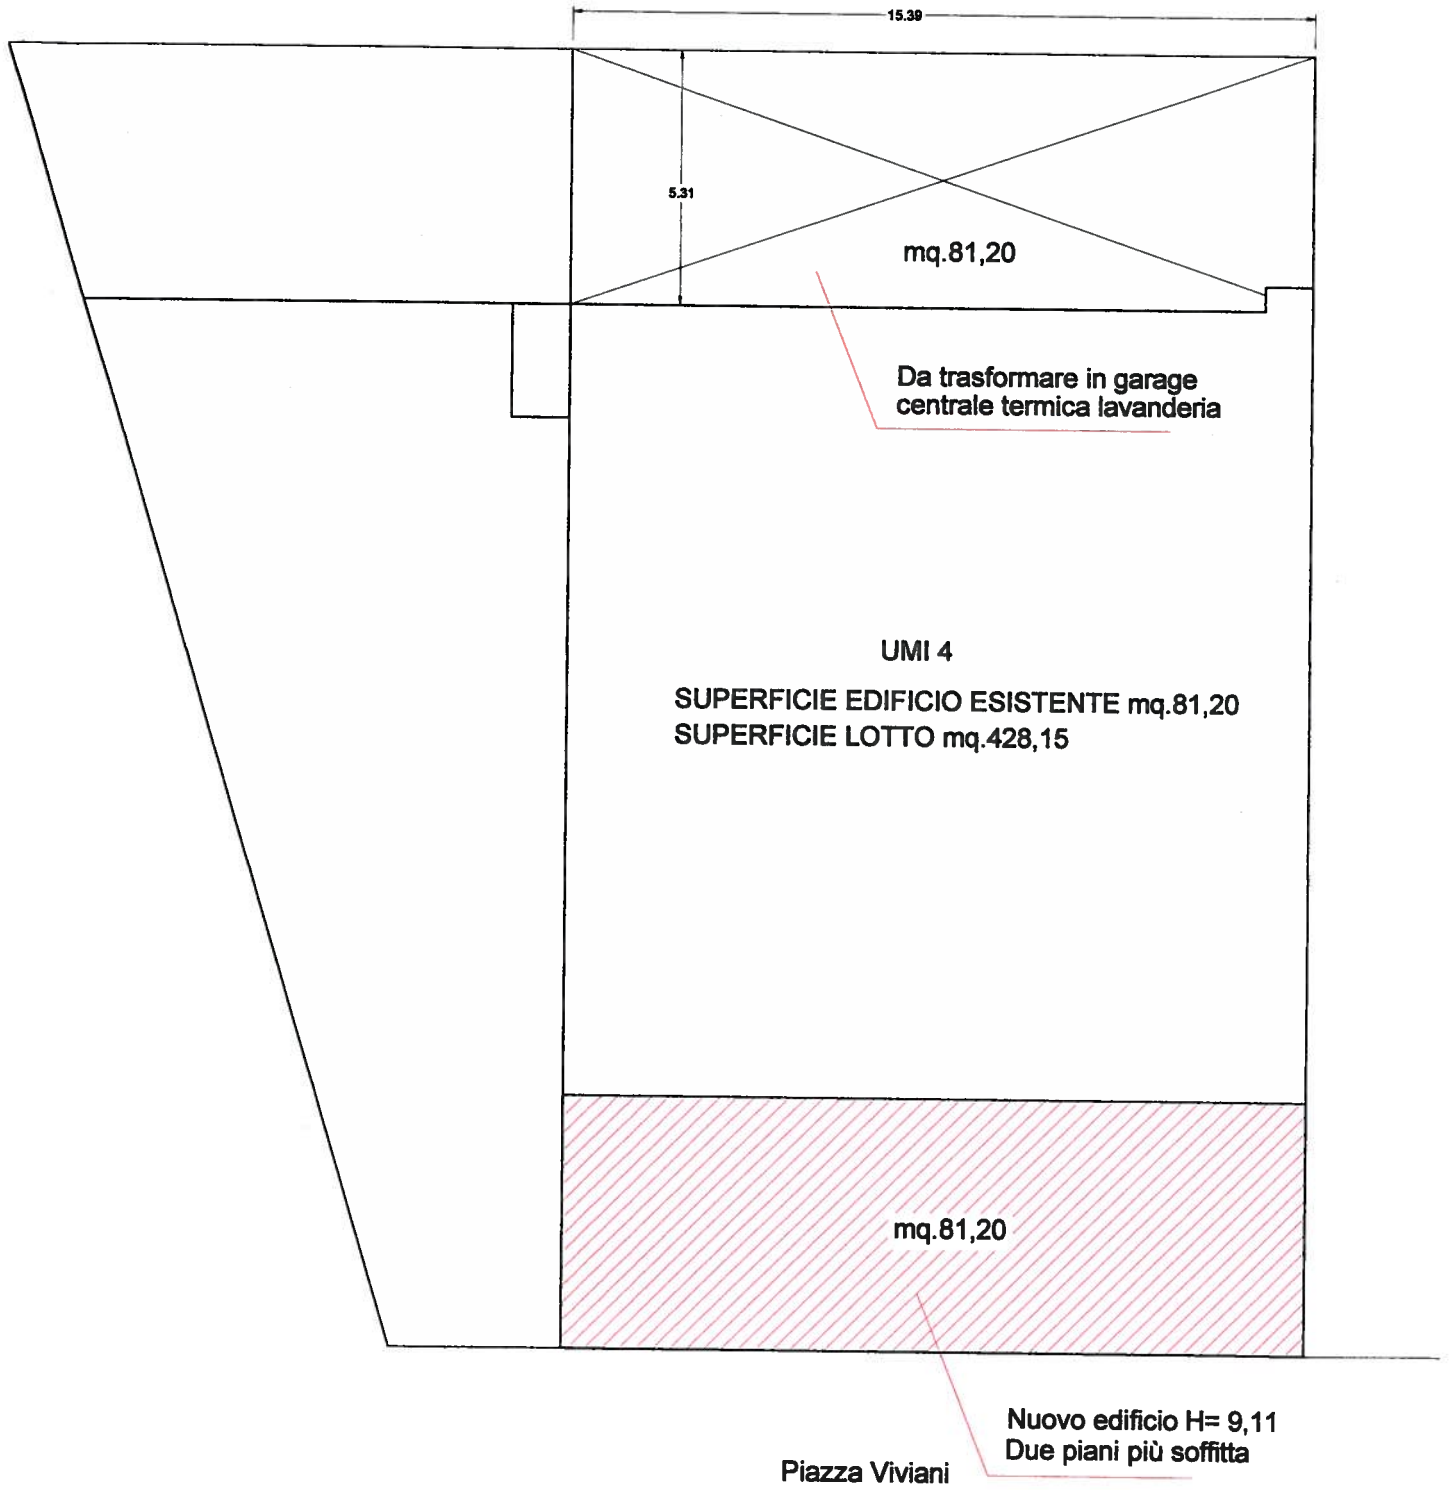 15.39
5.31
mq.81,20
Da trasformare in garage
centrale termica lavanderia
UMI 4
SUPERFICIE EDIFICIO ESISTENTE mq.81,20
SUPERFICIE LOTTO mq.428,15
mq.81,20
Nuovo edificio H= 9,11
Due piani più soffitta
Piazza Viviani